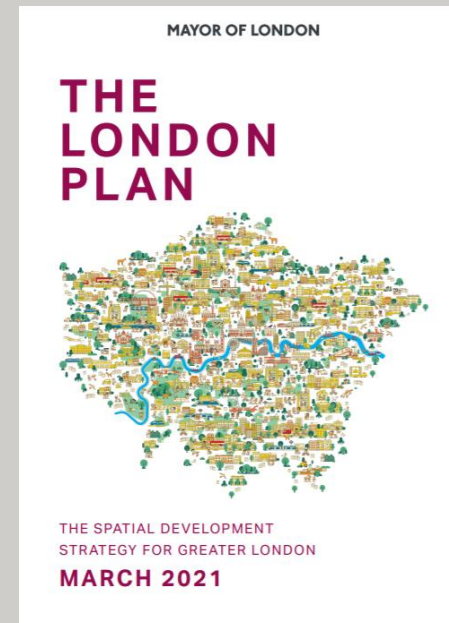 MAYOR OF LONDON
THE
LONDON
PLAN
THE SPATIAL DEVELOPMENT
STRATEGY FOR GREATER LONDON
MARCH 2021